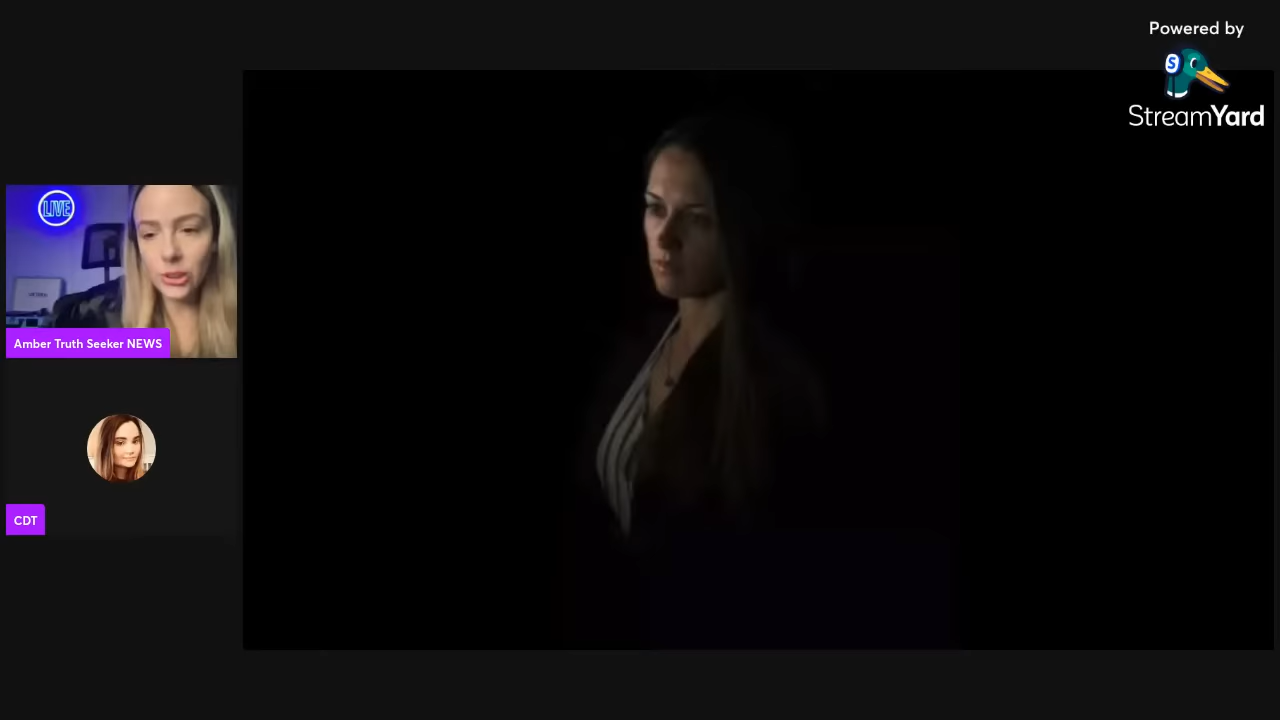 Powered by
S
StreamYard
LIVE
Amber Truth Seeker NEWS
CDT